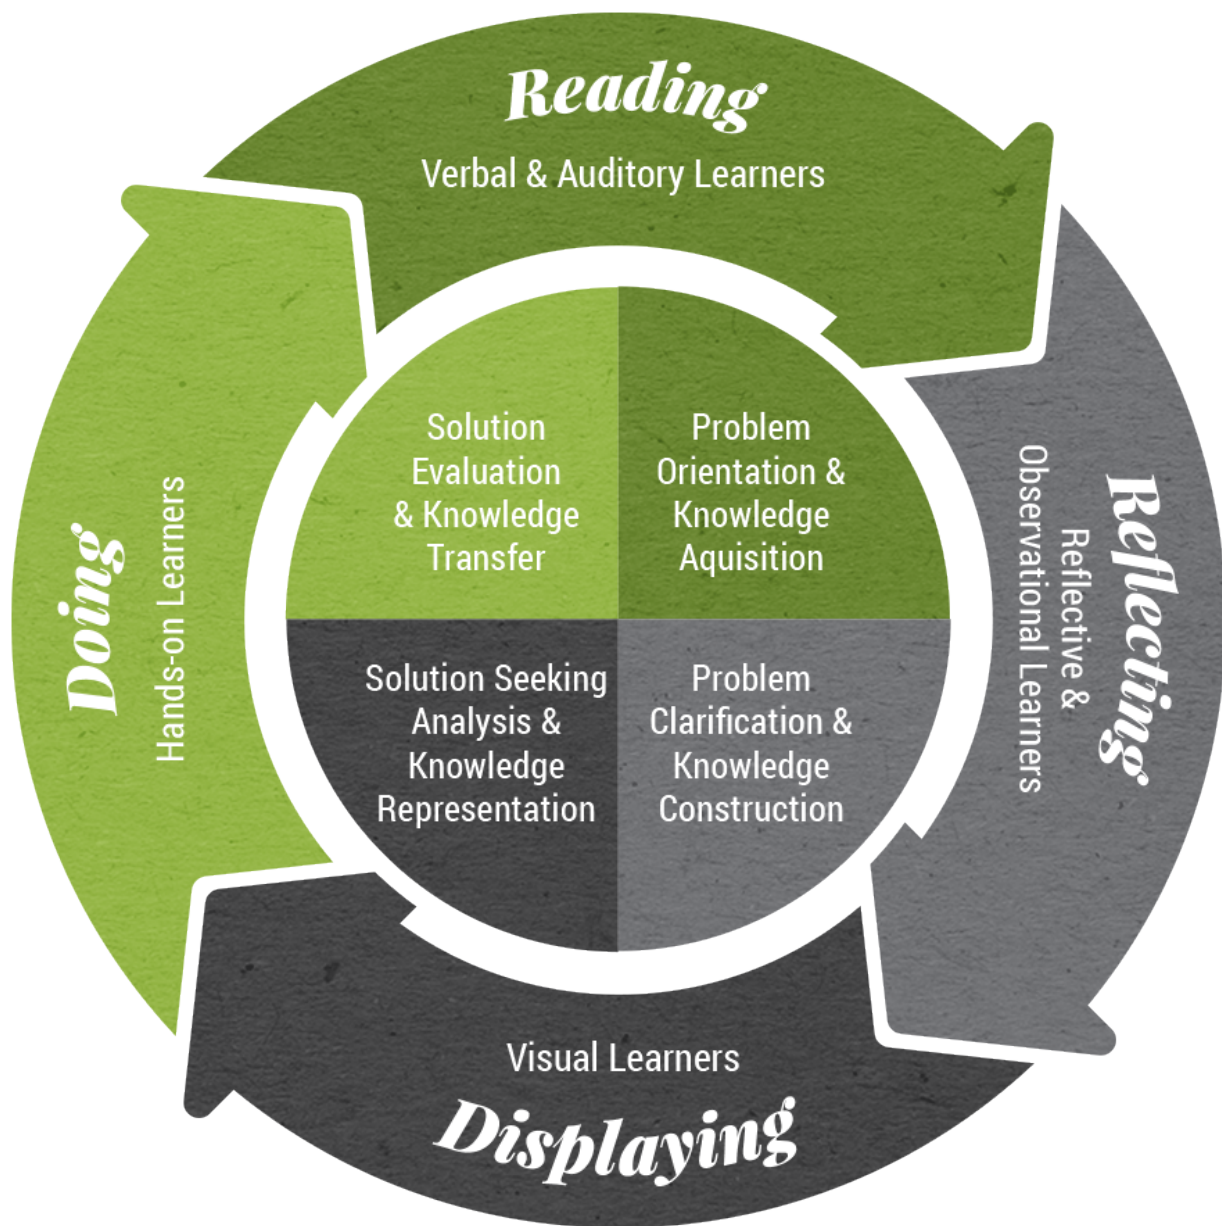 Reading
Verbal & Auditory Learners
Reflecting
Reflective &
Observational Learners
Visual Learners
Displaying
Doing
Hands-on Learners
Solution
Evaluation
& Knowledge
Transfer
Problem
Orientation &
Knowledge
Aquisition
Solution Seeking
Analysis &
Knowledge
Representation
Problem
Clarification &
Knowledge
Construction